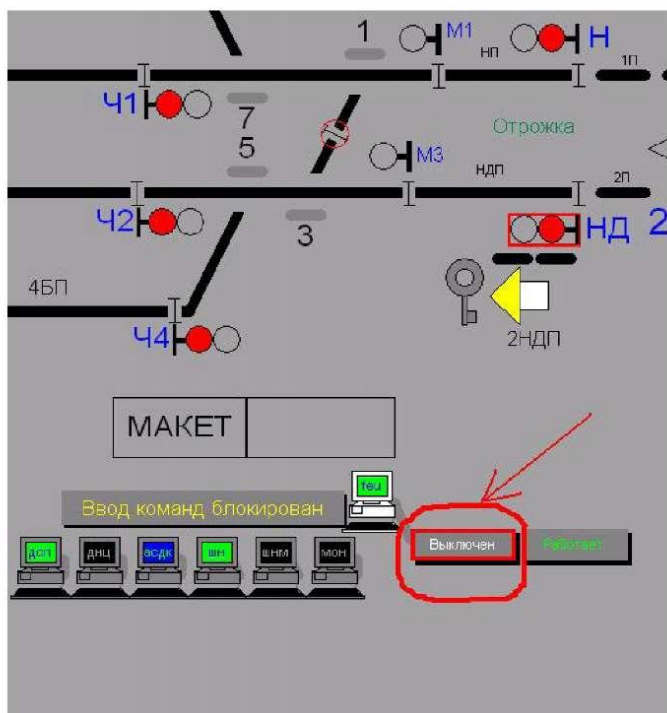 1
М1
Н
НП
1П
Ч1
7
5
Отрожка
М3
НДП
2П
Ч2
3
НД
2
4БП
2НДП
Ч4
МАКЕТ
feu
Ввод команд блокирован
Выключен
Работает
дсп
днц
асдк
шн
шнм
мон